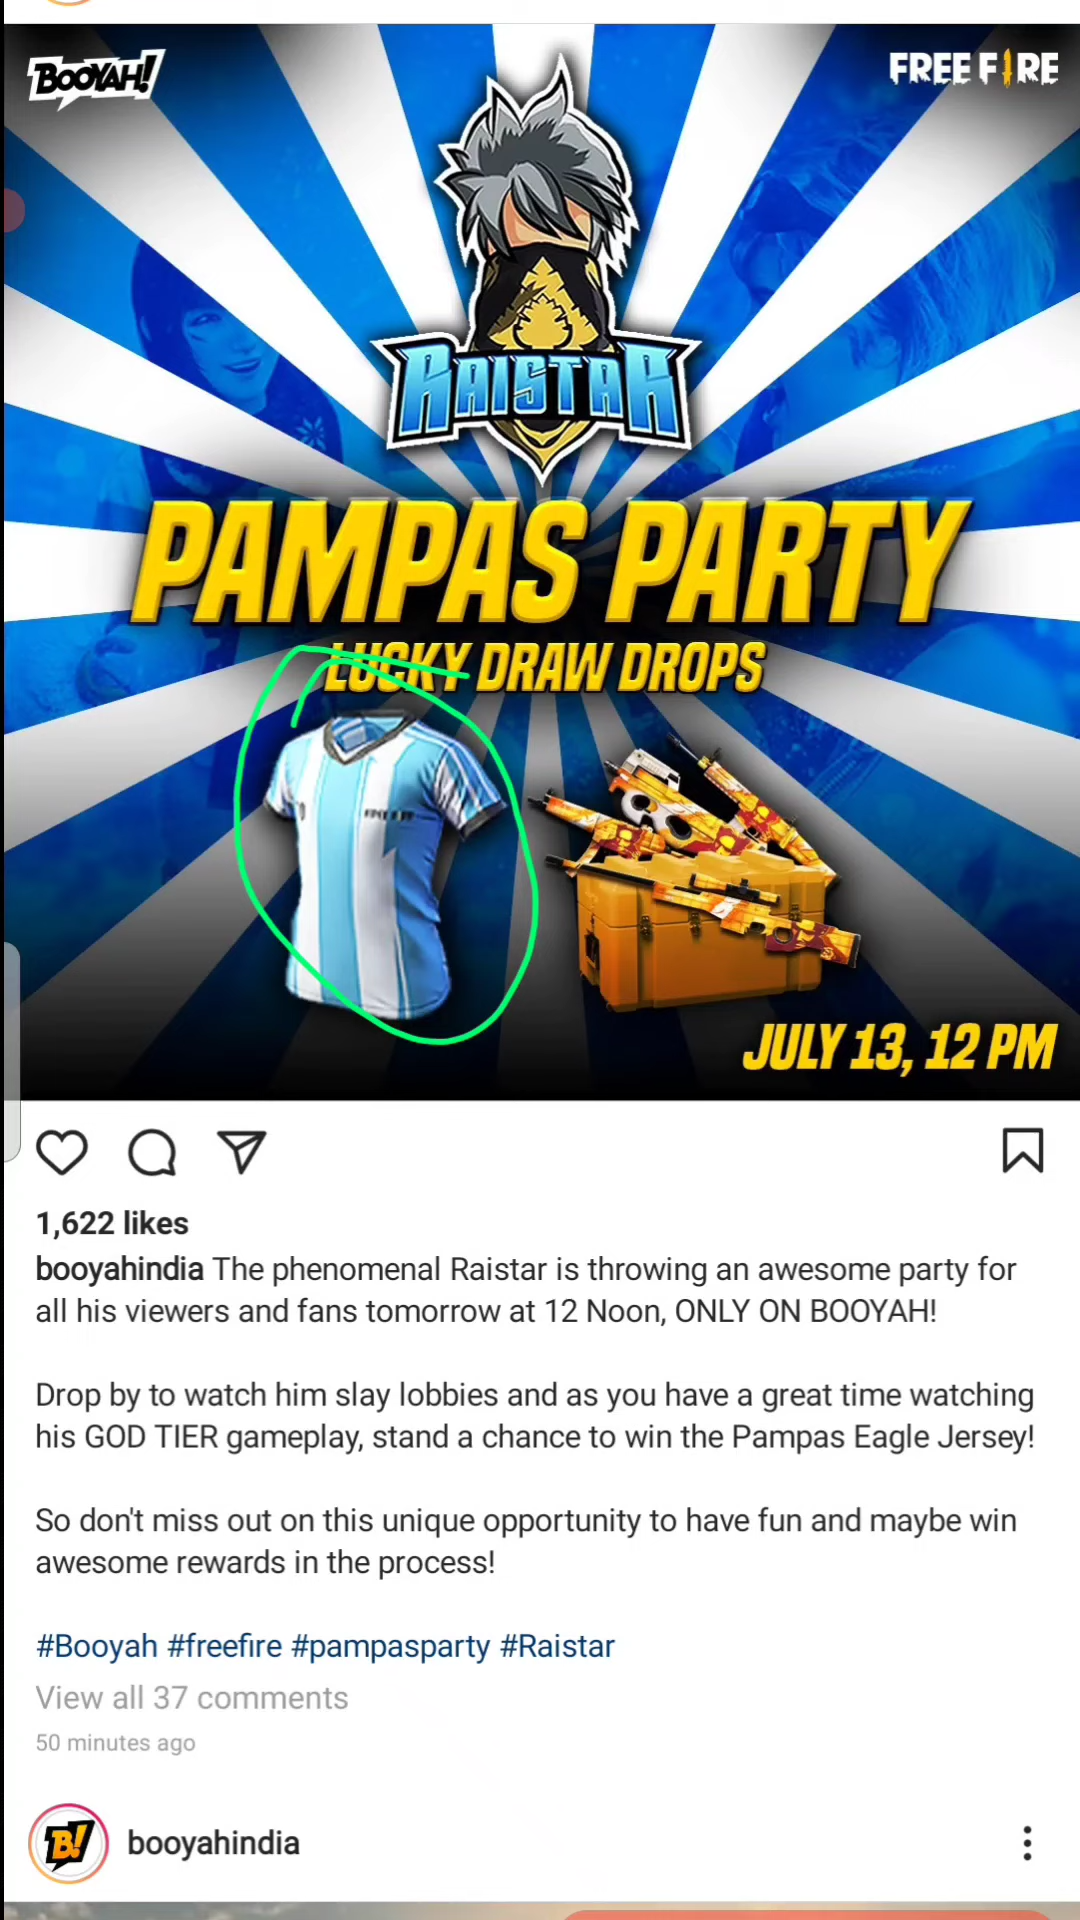 BOOYAH!
FREE FIRE
RAISTAR
PAMPAS PARTY
LUCKY DRAW DROPS
FREE FIRE
JULY 13, 12 PM
1,622 likes
booyahindia The phenomenal Raistar is throwing an awesome party for
all his viewers and fans tomorrow at 12 Noon, ONLY ON BOOYAH!
Drop by to watch him slay lobbies and as you have a great time watching
his GOD TIER gameplay, stand a chance to win the Pampas Eagle Jersey!
So don't miss out on this unique opportunity to have fun and maybe win
awesome rewards in the process!
#Booyah #freefire #pampasparty #Raistar
View all 37 comments
50 minutes ago
B!
booyahindia